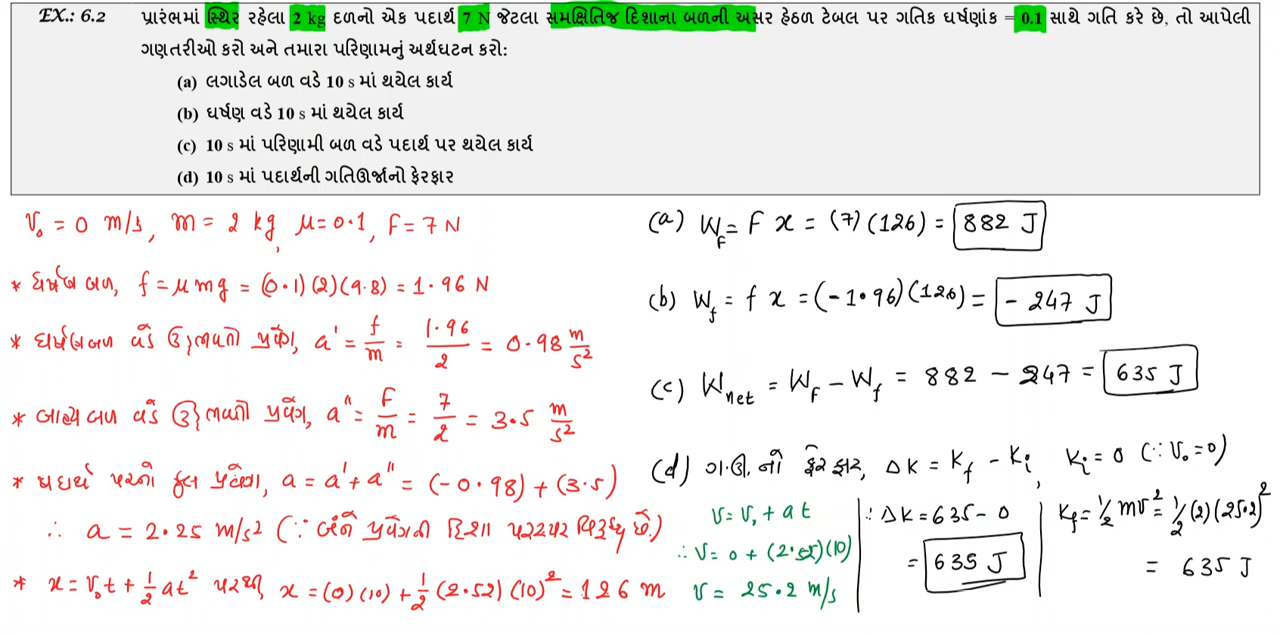 EX.: 6.2 પ્રારંભમાં સ્થિર રહેલા 2 kg દળનો એક પદાર્થ 7 N જેટલા સમક્ષિતિજ દિશાના બળની અસર હેઠળ ટેબલ પર ગતિક ઘર્ષણાંક = 0.1 સાથે ગતિ કરે છે, તો આપેલી
ગણતરીઓ કરો અને તમારા પરિણામનું અર્થઘટન કરો:
(a) લગાડેલ બળ વડે 10 s માં થયેલ કાર્ય
(b) ઘર્ષણ વડે 10 s માં થયેલ કાર્ય
(c) 10 s માં પરિણામી બળ વડે પદાર્થ પર થયેલ કાર્ય
(d) 10 s માં પદાર્થની ગતિઊર્જાનો ફેરફાર
V₀ = 0 m/s, m = 2 kg, μ = 0.1, F = 7 N
* ઘર્ષણ બળ, f = μmg = (0.1)(2)(9.8) = 1.96 N
* ઘર્ષણ બળ વડે ઉદ્ભવતો પ્રવેગ, a' = f/m = 1.96/2 = 0.98 m/s²
* બાહ્ય બળ વડે ઉદ્ભવતો પ્રવેગ, a" = F/m = 7/2 = 3.5 m/s²
* પદાર્થ પરનો કુલ પ્રવેગ, a = a' + a" = (-0.98) + (3.5)
∴ a = 2.25 m/s² (∵ બંને પ્રવેગની દિશા પરસ્પર વિરુદ્ધ છે.)
* x = V₀t + ½at² પરથી, x = (0)(10) + ½(2.52)(10)² = 126 m
(a) W_F = F x = (7)(126) = 882 J
(b) W_f = f x = (-1.96)(126) = - 247 J
(c) W_net = W_F - W_f = 882 - 247 = 635 J
(d) ગ.ઊ. નો ફેરફાર, ΔK = K_f - K_i, K_i = 0 (∵ V₀ = 0)
V = V₀ + at
∴ V = 0 + (2.52)(10)
V = 25.2 m/s
∴ ΔK = 635 - 0
= 635 J
K_f = ½mv² = ½(2)(25.2)²
= 635 J